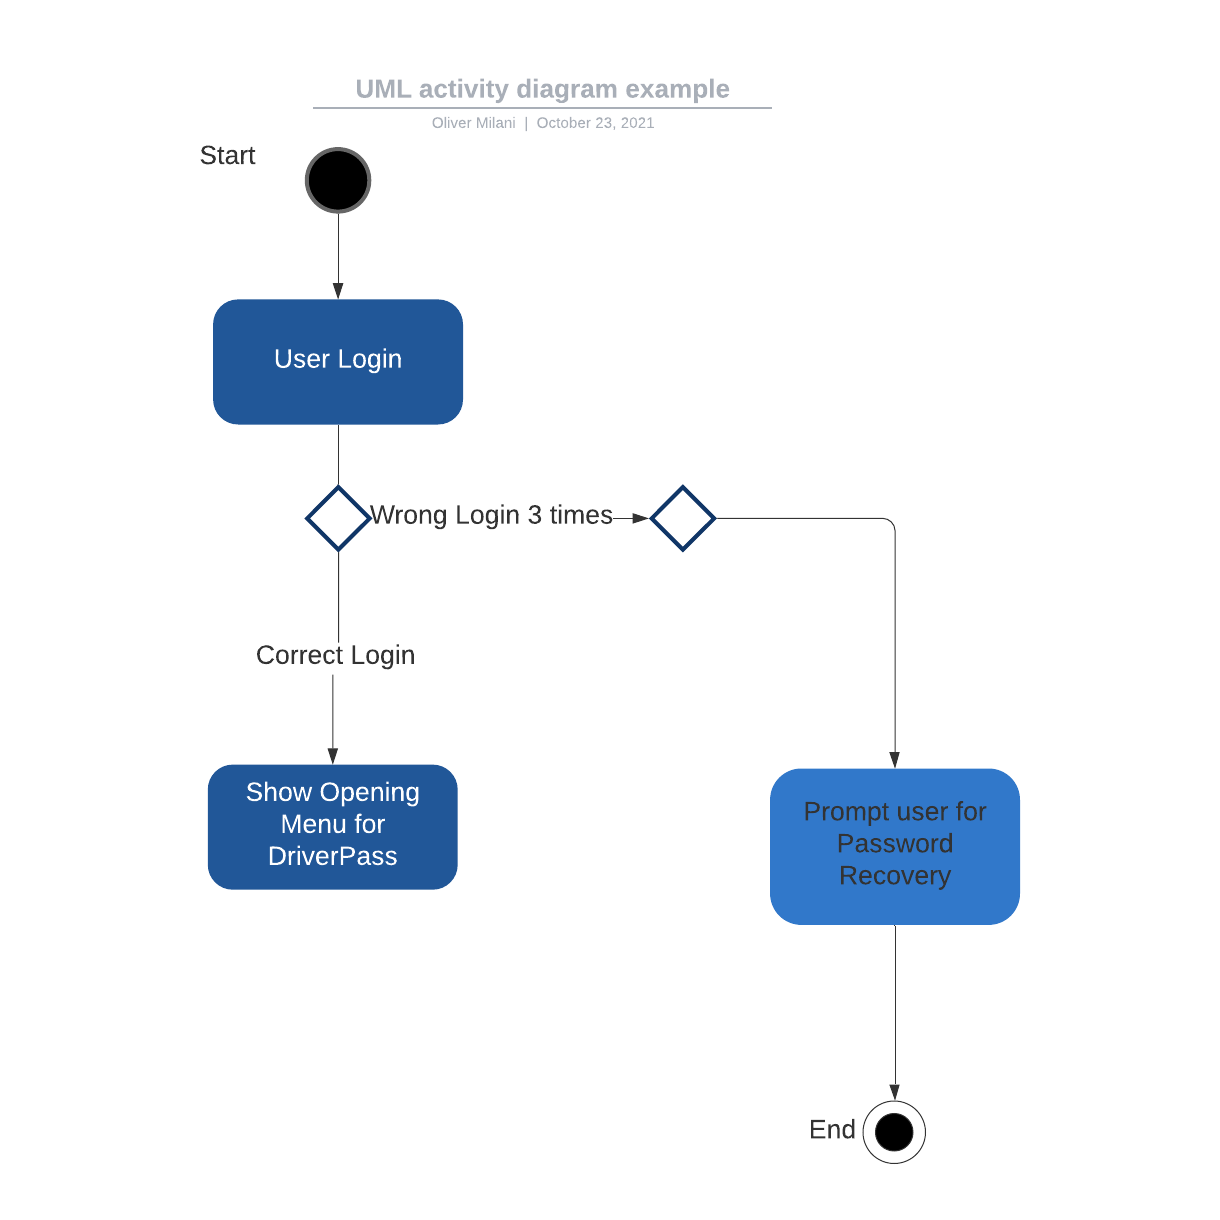 UML activity diagram example
Oliver Milani | October 23, 2021
Start
User Login
Wrong Login 3 times
Correct Login
Show Opening
Menu for
DriverPass
Prompt user for
Password
Recovery
End